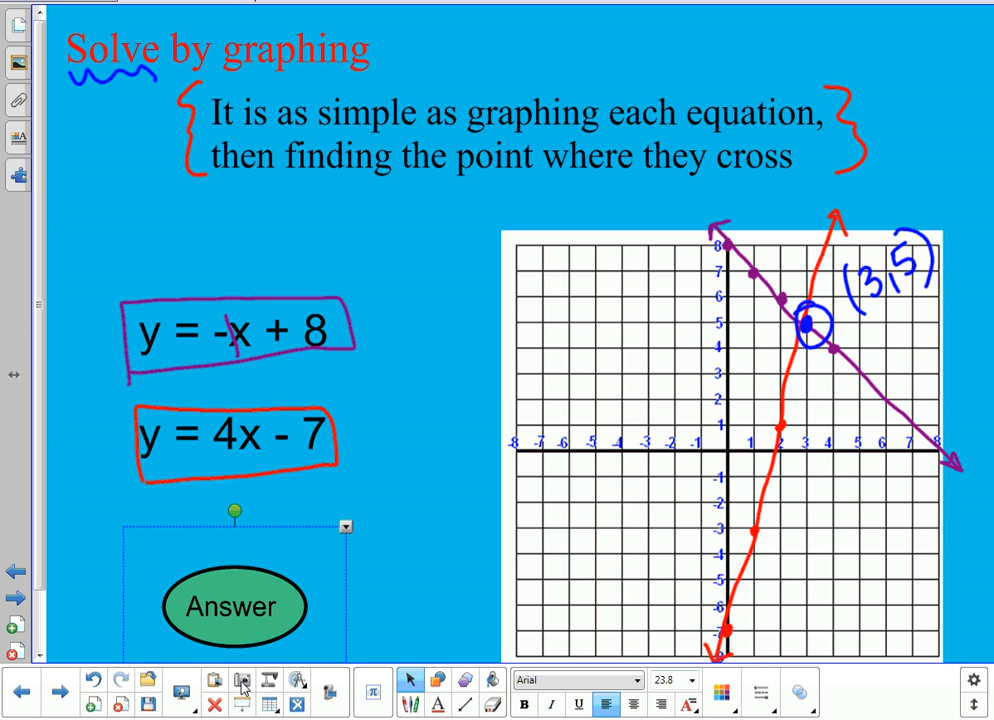 Solve by graphing
It is as simple as graphing each equation,
then finding the point where they cross
y = -x + 8
y = 4x - 7
Answer
(3,5)
8
7
6
5
4
3
2
1
-8 -7 -6 -5 -4 -3 -2 -1 1 2 3 4 5 6 7 8
-1
-2
-3
-4
-5
-6
-7
Arial 23.8
B I U